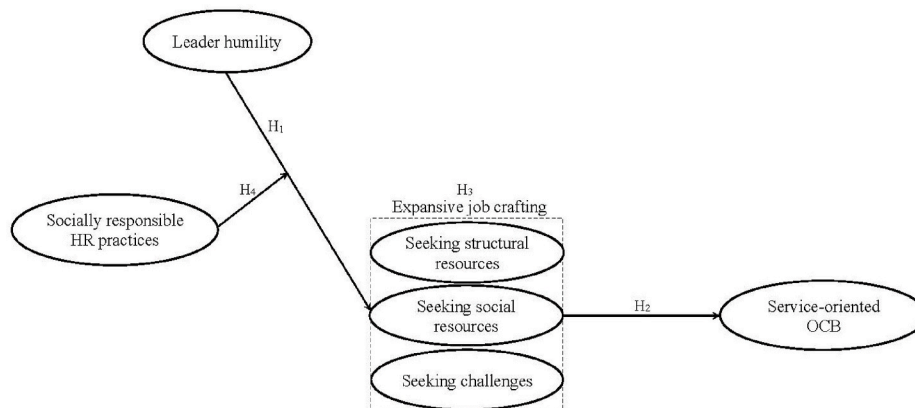 Leader humility
H₁
H₄
Socially responsible
HR practices
H₃
Expansive job crafting
Seeking structural
resources
Seeking social
resources
Seeking challenges
H₂
Service-oriented
OCB